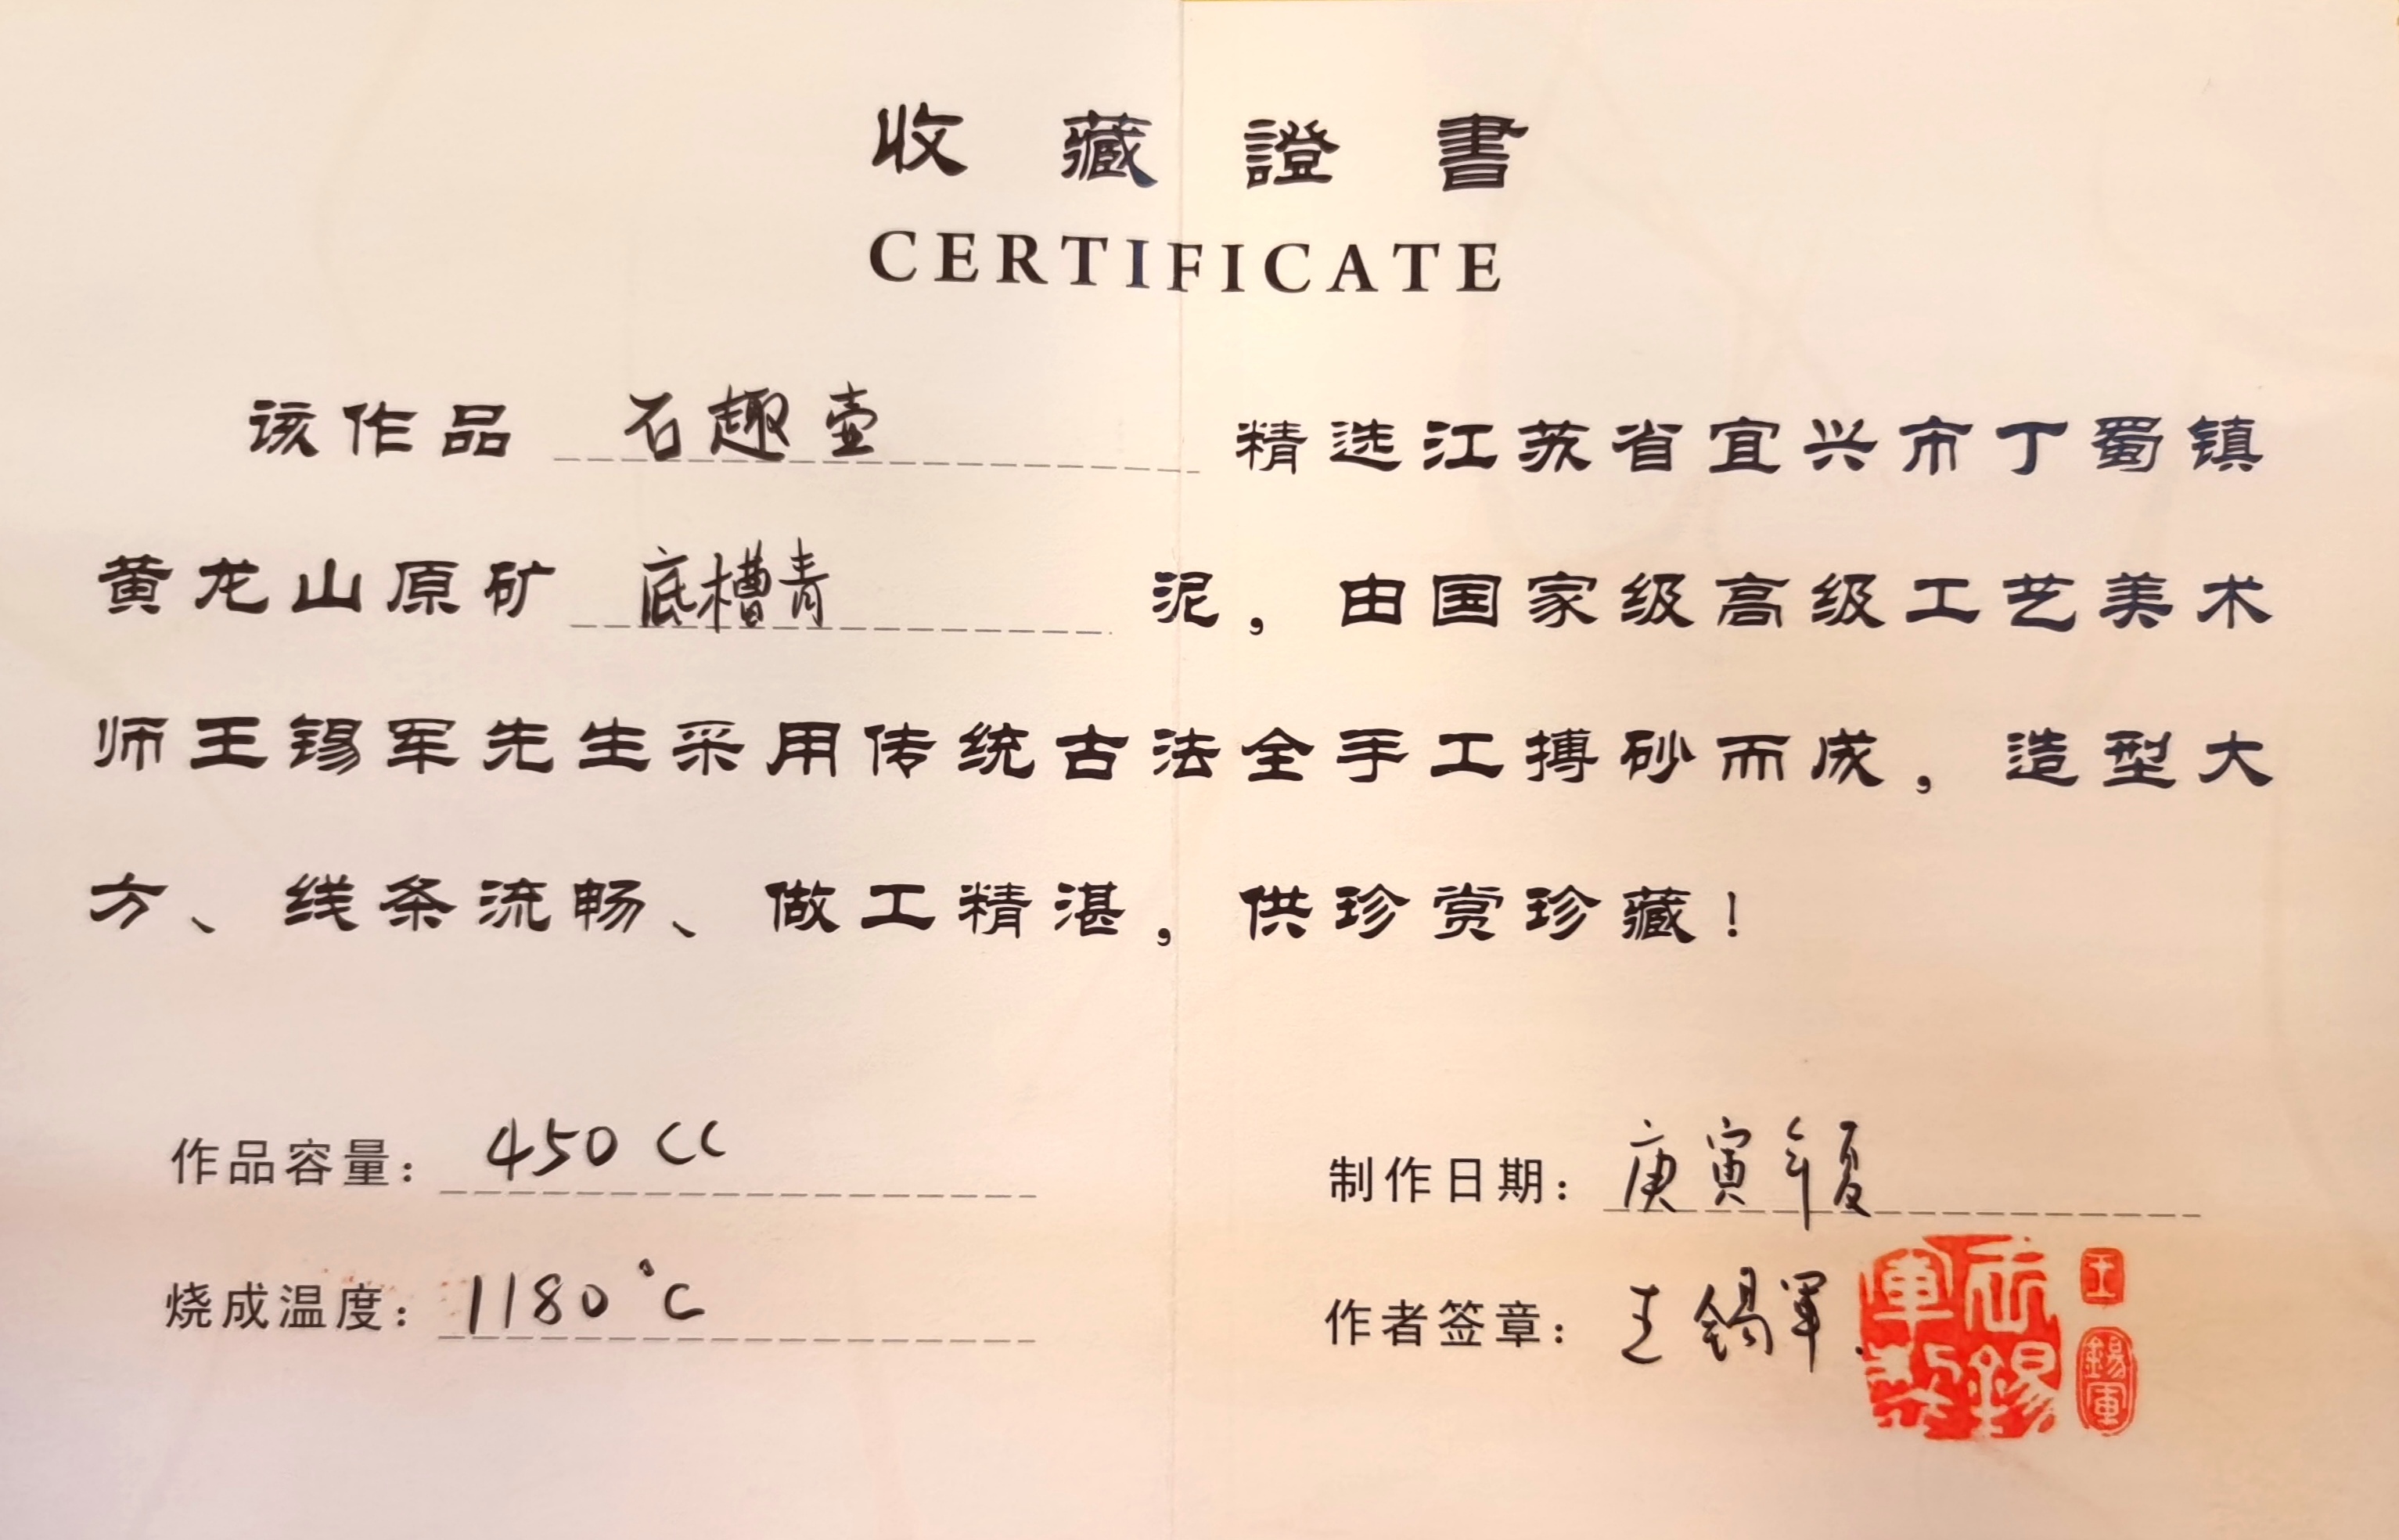 收藏證書
CERTIFICATE
该作品 石趣壶 精选江苏省宜兴市丁蜀镇
黄龙山原矿 底槽青 泥，由国家级高级工艺美术
师王锡军先生采用传统古法全手工搏砂而成，造型大
方、线条流畅、做工精湛，供珍赏珍藏！
作品容量： 450 CC
制作日期： 庚寅年夏
烧成温度： 1180℃
作者签章： 王锡軍
王
錫軍